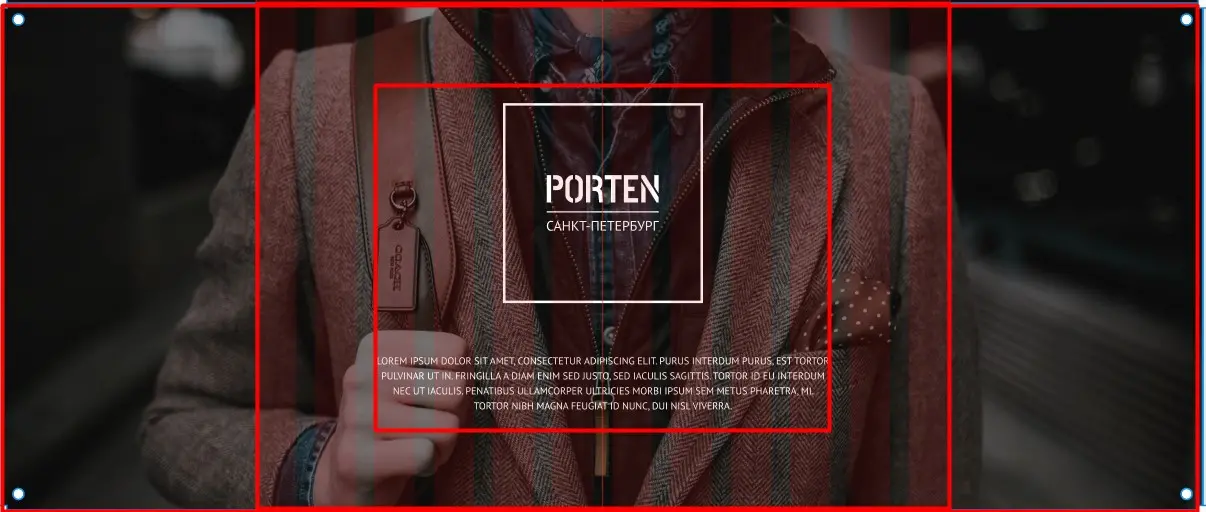 PORTEN
САНКТ-ПЕТЕРБУРГ
COACH
LOREM IPSUM DOLOR SIT AMET, CONSECTETUR ADIPISCING ELIT. PURUS INTERDUM PURUS, EST TORTOR
PULVINAR UT IN. FRINGILLA A DIAM ENIM SED JUSTO, SED IACULIS SAGITTIS. TORTOR ID EU INTERDUM
NEC UT IACULIS. PENATIBUS ULLAMCORPER ULTRICIES MORBI IPSUM SEM METUS PHARETRA, MI.
TORTOR NIBH MAGNA FEUGIAT ID NUNC, DUI NISL VIVERRA.